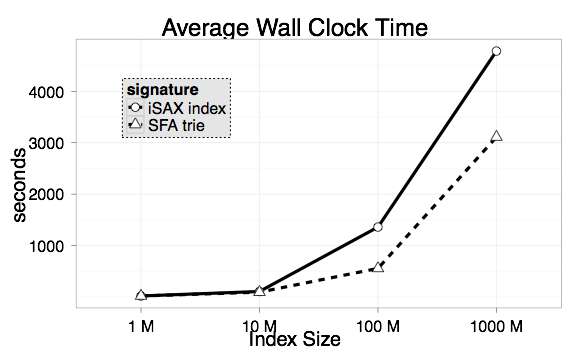 Average Wall Clock Time
signature
iSAX index
SFA trie
seconds
4000
3000
2000
1000
1 M
10 M
100 M
1000 M
Index Size